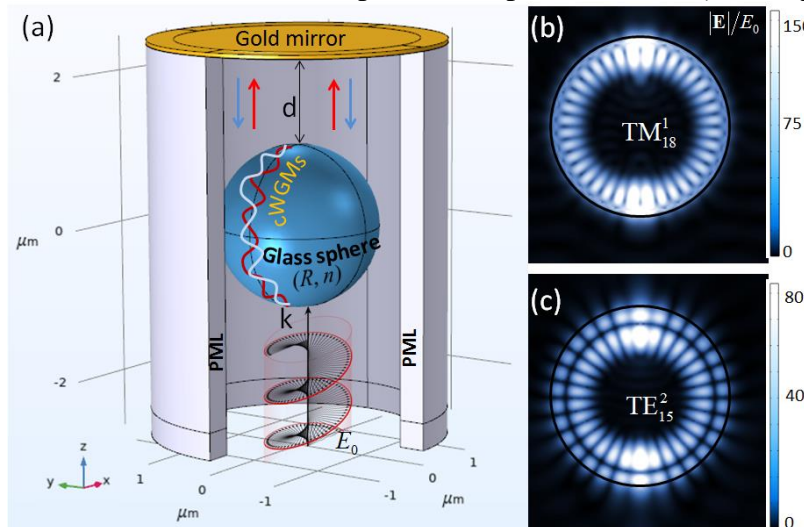 (a)
Gold mirror
2
d
cWGMs
0
μm
Glass sphere
(R, n)
k
PML
PML
-2
E₀
z
y
x
1
0
-1
μm
1
0
-1
μm
(b)
|E|/E₀
150
TM¹₁₈
75
0
(c)
80
TE²₁₅
40
0